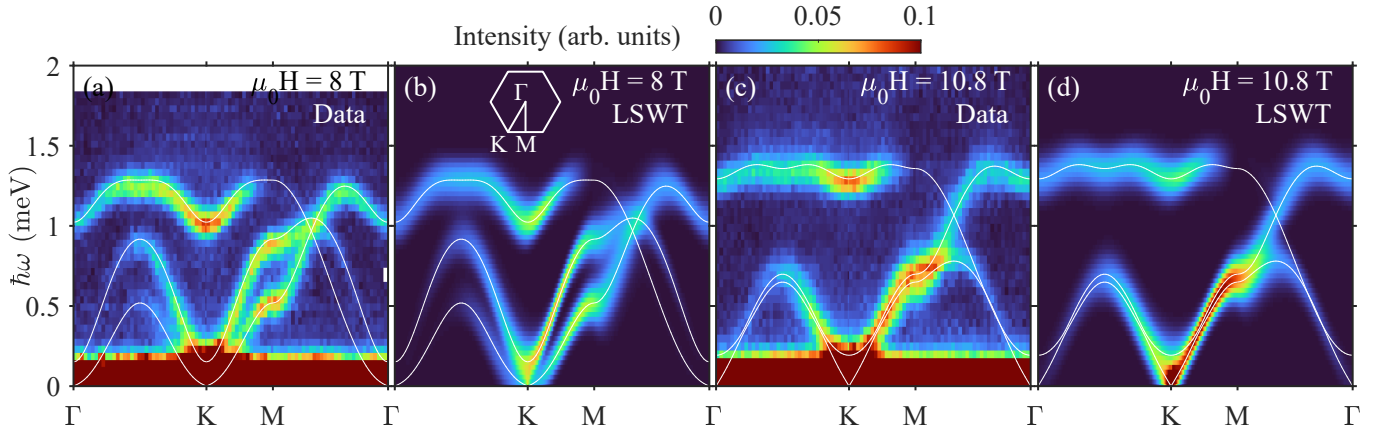 Intensity (arb. units)
0 0.05 0.1
(a) μ₀H = 8 T
Data
(b) μ₀H = 8 T
LSWT
Γ
K M
(c) μ₀H = 10.8 T
Data
(d) μ₀H = 10.8 T
LSWT
ħω (meV)
2
1.5
1
0.5
0
Γ K M Γ
K M Γ
K M Γ
K M Γ